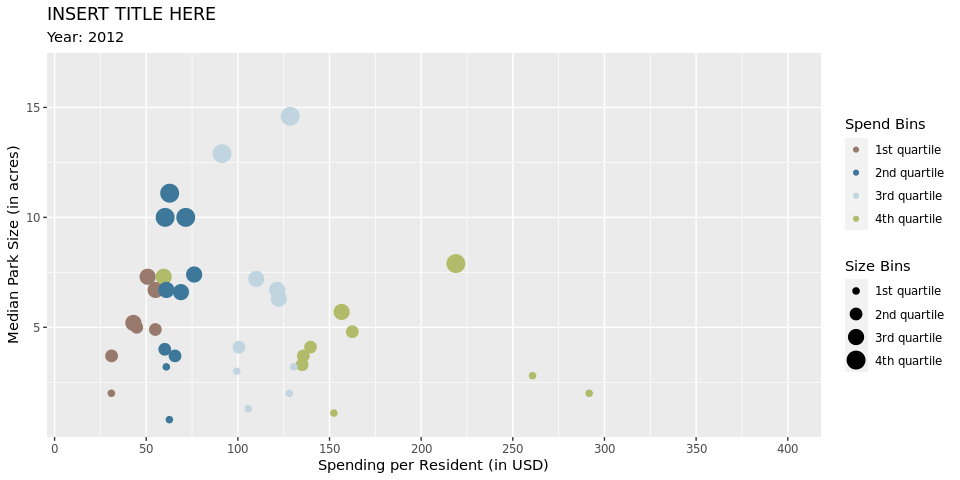 INSERT TITLE HERE
Year: 2012
Median Park Size (in acres)
15
10
5
0 50 100 150 200 250 300 350 400
Spending per Resident (in USD)
Spend Bins
1st quartile
2nd quartile
3rd quartile
4th quartile
Size Bins
1st quartile
2nd quartile
3rd quartile
4th quartile